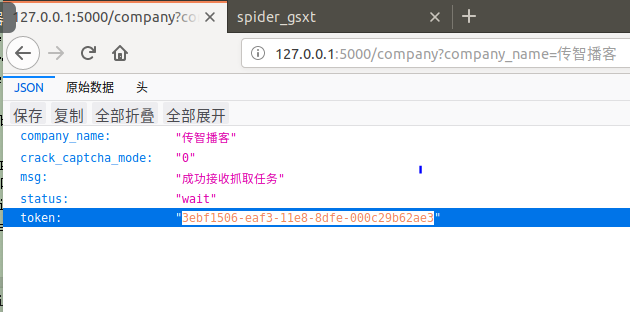 127.0.0.1:5000/company?co
spider_gsxt
127.0.0.1:5000/company?company_name=传智播客
JSON 原始数据 头
保存 复制 全部折叠 全部展开
company_name: "传智播客"
crack_captcha_mode: "0"
msg: "成功接收抓取任务"
status: "wait"
token: "3ebf1506-eaf3-11e8-8dfe-000c29b62ae3"